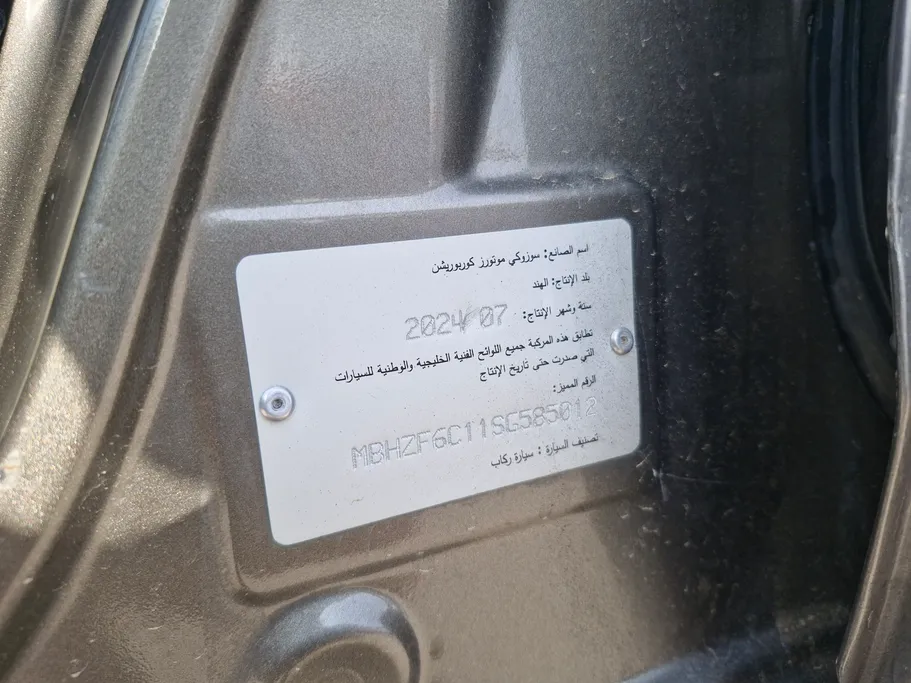 اسم الصانع: سوزوكي موتورز كوربوريشن
بلد الإنتاج: الهند
سنة وشهر الإنتاج: 2024/07
تطابق هذه المركبة جميع اللوائح الفنية الخليجية والوطنية للسيارات
التي صدرت حتى تاريخ الإنتاج
الرقم المميز:
MBHZF6C11SG585012
تصنيف السيارة : سيارة ركاب